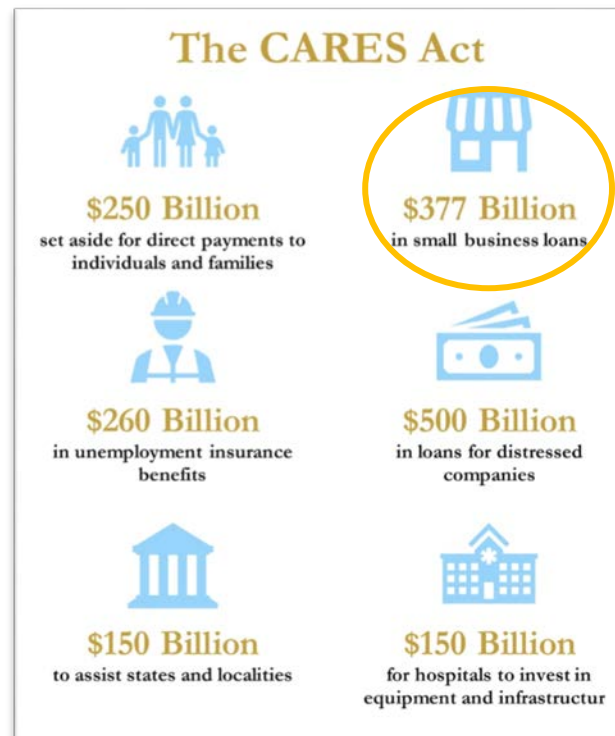 The CARES Act
$250 Billion
set aside for direct payments to
individuals and families
$377 Billion
in small business loans
$260 Billion
in unemployment insurance
benefits
$500 Billion
in loans for distressed
companies
$150 Billion
to assist states and localities
$150 Billion
for hospitals to invest in
equipment and infrastructur